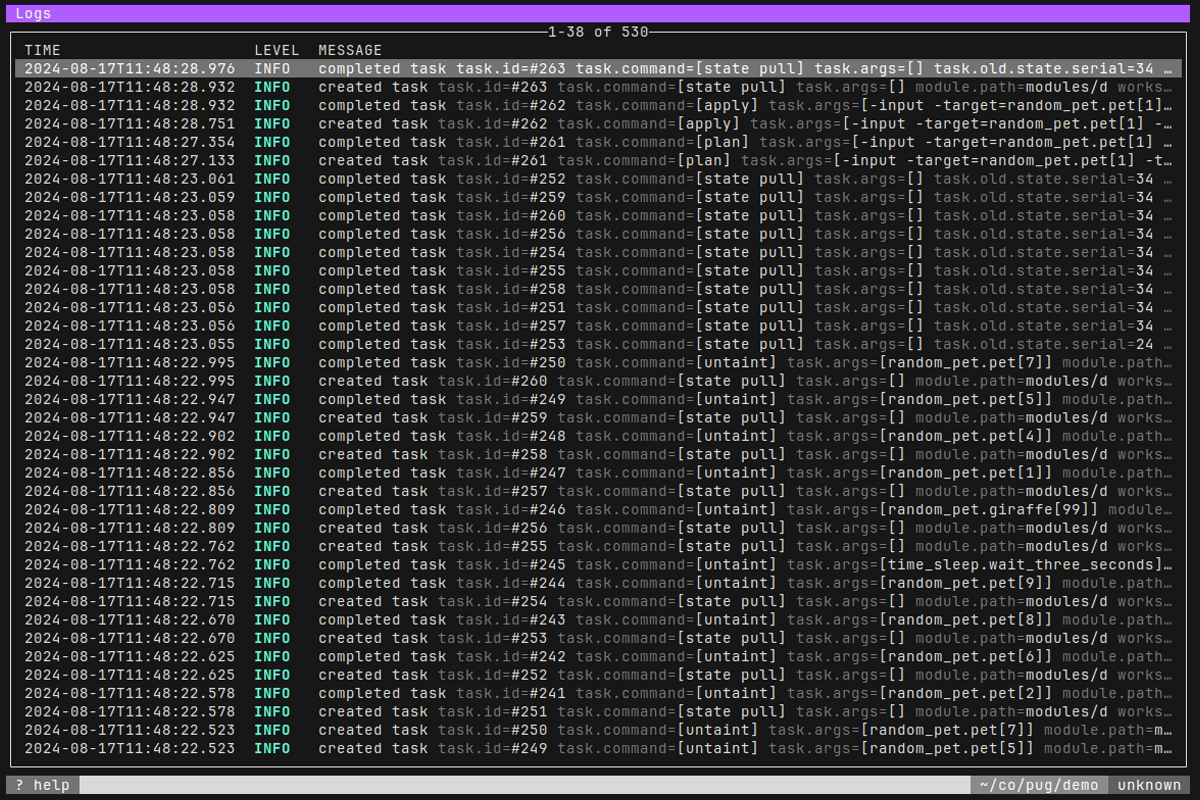 Logs
1-38 of 530
TIME LEVEL MESSAGE
2024-08-17T11:48:28.976 INFO completed task task.id=#263 task.command=[state pull] task.args=[] task.old.state.serial=34 …
2024-08-17T11:48:28.932 INFO created task task.id=#263 task.command=[state pull] task.args=[] module.path=modules/d works…
2024-08-17T11:48:28.932 INFO completed task task.id=#262 task.command=[apply] task.args=[-input -target=random_pet.pet[1]…
2024-08-17T11:48:28.751 INFO created task task.id=#262 task.command=[apply] task.args=[-input -target=random_pet.pet[1] -…
2024-08-17T11:48:27.354 INFO completed task task.id=#261 task.command=[plan] task.args=[-input -target=random_pet.pet[1] …
2024-08-17T11:48:27.133 INFO created task task.id=#261 task.command=[plan] task.args=[-input -target=random_pet.pet[1] -t…
2024-08-17T11:48:23.061 INFO completed task task.id=#252 task.command=[state pull] task.args=[] task.old.state.serial=34 …
2024-08-17T11:48:23.059 INFO completed task task.id=#259 task.command=[state pull] task.args=[] task.old.state.serial=34 …
2024-08-17T11:48:23.058 INFO completed task task.id=#260 task.command=[state pull] task.args=[] task.old.state.serial=34 …
2024-08-17T11:48:23.058 INFO completed task task.id=#254 task.command=[state pull] task.args=[] task.old.state.serial=34 …
2024-08-17T11:48:23.058 INFO completed task task.id=#256 task.command=[state pull] task.args=[] task.old.state.serial=34 …
2024-08-17T11:48:23.058 INFO completed task task.id=#255 task.command=[state pull] task.args=[] task.old.state.serial=34 …
2024-08-17T11:48:23.058 INFO completed task task.id=#258 task.command=[state pull] task.args=[] task.old.state.serial=34 …
2024-08-17T11:48:23.056 INFO completed task task.id=#251 task.command=[state pull] task.args=[] task.old.state.serial=34 …
2024-08-17T11:48:23.056 INFO completed task task.id=#257 task.command=[state pull] task.args=[] task.old.state.serial=34 …
2024-08-17T11:48:23.055 INFO completed task task.id=#253 task.command=[state pull] task.args=[] task.old.state.serial=24 …
2024-08-17T11:48:22.995 INFO completed task task.id=#250 task.command=[untaint] task.args=[random_pet.pet[7]] module.path…
2024-08-17T11:48:22.995 INFO created task task.id=#260 task.command=[state pull] task.args=[] module.path=modules/d works…
2024-08-17T11:48:22.947 INFO completed task task.id=#249 task.command=[untaint] task.args=[random_pet.pet[5]] module.path…
2024-08-17T11:48:22.947 INFO created task task.id=#259 task.command=[state pull] task.args=[] module.path=modules/d works…
2024-08-17T11:48:22.902 INFO completed task task.id=#248 task.command=[untaint] task.args=[random_pet.pet[4]] module.path…
2024-08-17T11:48:22.902 INFO created task task.id=#258 task.command=[state pull] task.args=[] module.path=modules/d works…
2024-08-17T11:48:22.856 INFO completed task task.id=#247 task.command=[untaint] task.args=[random_pet.pet[1]] module.path…
2024-08-17T11:48:22.856 INFO created task task.id=#257 task.command=[state pull] task.args=[] module.path=modules/d works…
2024-08-17T11:48:22.809 INFO completed task task.id=#246 task.command=[untaint] task.args=[random_pet.giraffe[99]] module…
2024-08-17T11:48:22.809 INFO created task task.id=#256 task.command=[state pull] task.args=[] module.path=modules/d works…
2024-08-17T11:48:22.762 INFO created task task.id=#255 task.command=[state pull] task.args=[] module.path=modules/d works…
2024-08-17T11:48:22.762 INFO completed task task.id=#245 task.command=[untaint] task.args=[time_sleep.wait_three_seconds]…
2024-08-17T11:48:22.715 INFO completed task task.id=#244 task.command=[untaint] task.args=[random_pet.pet[9]] module.path…
2024-08-17T11:48:22.715 INFO created task task.id=#254 task.command=[state pull] task.args=[] module.path=modules/d works…
2024-08-17T11:48:22.670 INFO completed task task.id=#243 task.command=[untaint] task.args=[random_pet.pet[8]] module.path…
2024-08-17T11:48:22.670 INFO created task task.id=#253 task.command=[state pull] task.args=[] module.path=modules/d works…
2024-08-17T11:48:22.625 INFO completed task task.id=#242 task.command=[untaint] task.args=[random_pet.pet[6]] module.path…
2024-08-17T11:48:22.625 INFO created task task.id=#252 task.command=[state pull] task.args=[] module.path=modules/d works…
2024-08-17T11:48:22.578 INFO completed task task.id=#241 task.command=[untaint] task.args=[random_pet.pet[2]] module.path…
2024-08-17T11:48:22.578 INFO created task task.id=#251 task.command=[state pull] task.args=[] module.path=modules/d works…
2024-08-17T11:48:22.523 INFO created task task.id=#250 task.command=[untaint] task.args=[random_pet.pet[7]] module.path=m…
2024-08-17T11:48:22.523 INFO created task task.id=#249 task.command=[untaint] task.args=[random_pet.pet[5]] module.path=m…
? help ~/co/pug/demo unknown